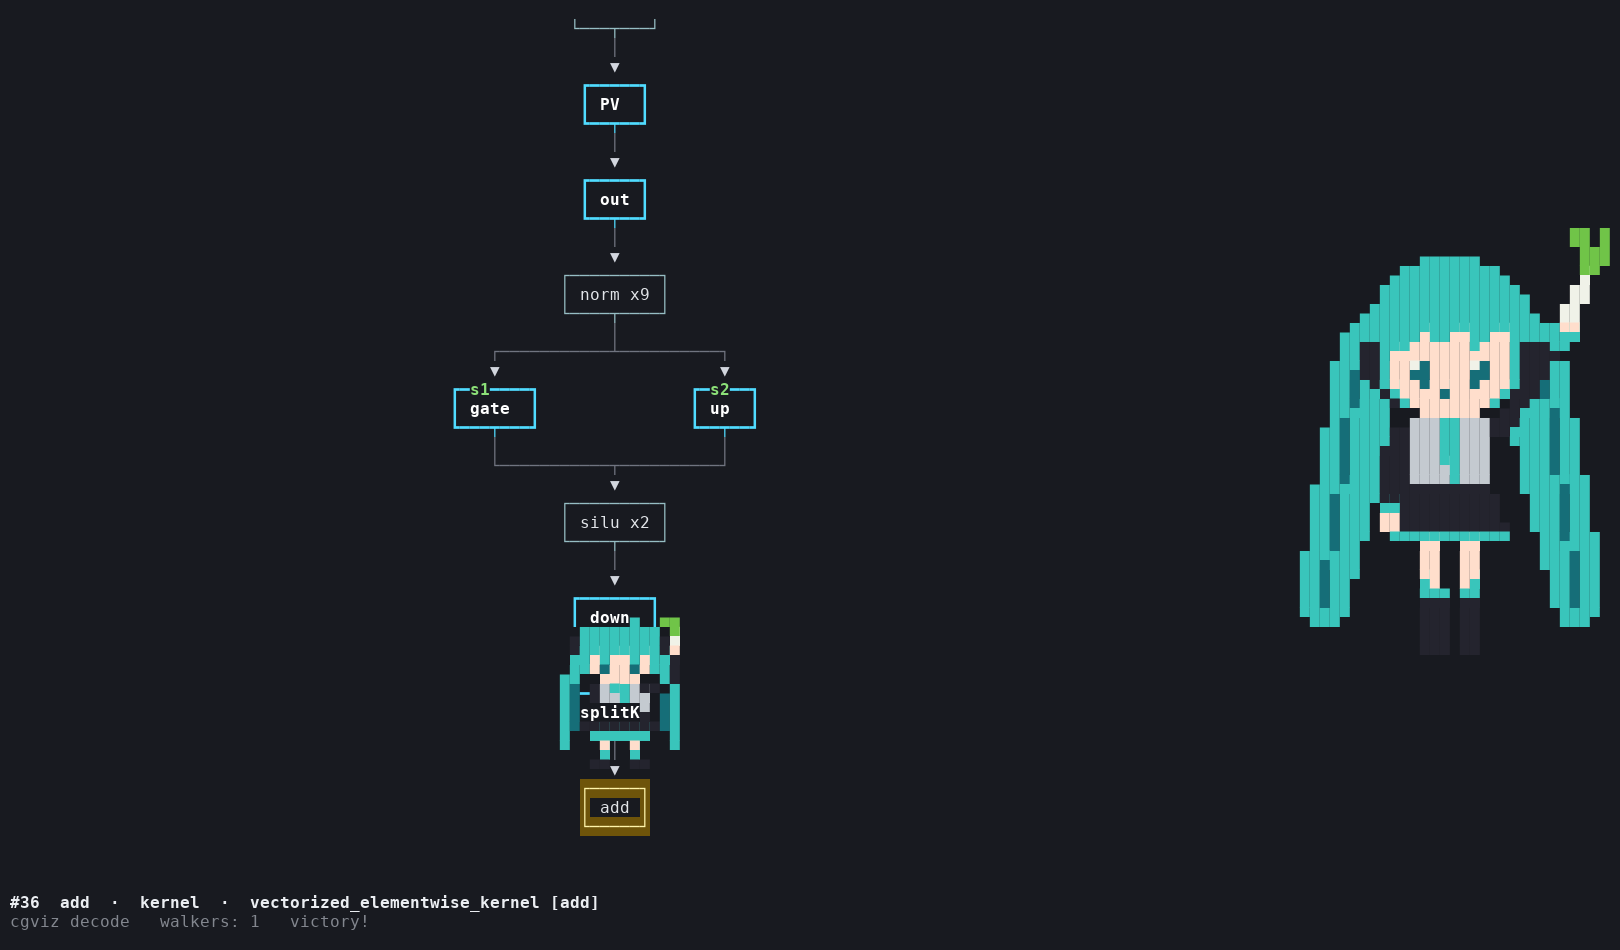 PV
out
norm x9
s1 s2
gate up
silu x2
down
splitK
add
#36 add · kernel · vectorized_elementwise_kernel [add]
cgviz decode walkers: 1 victory!